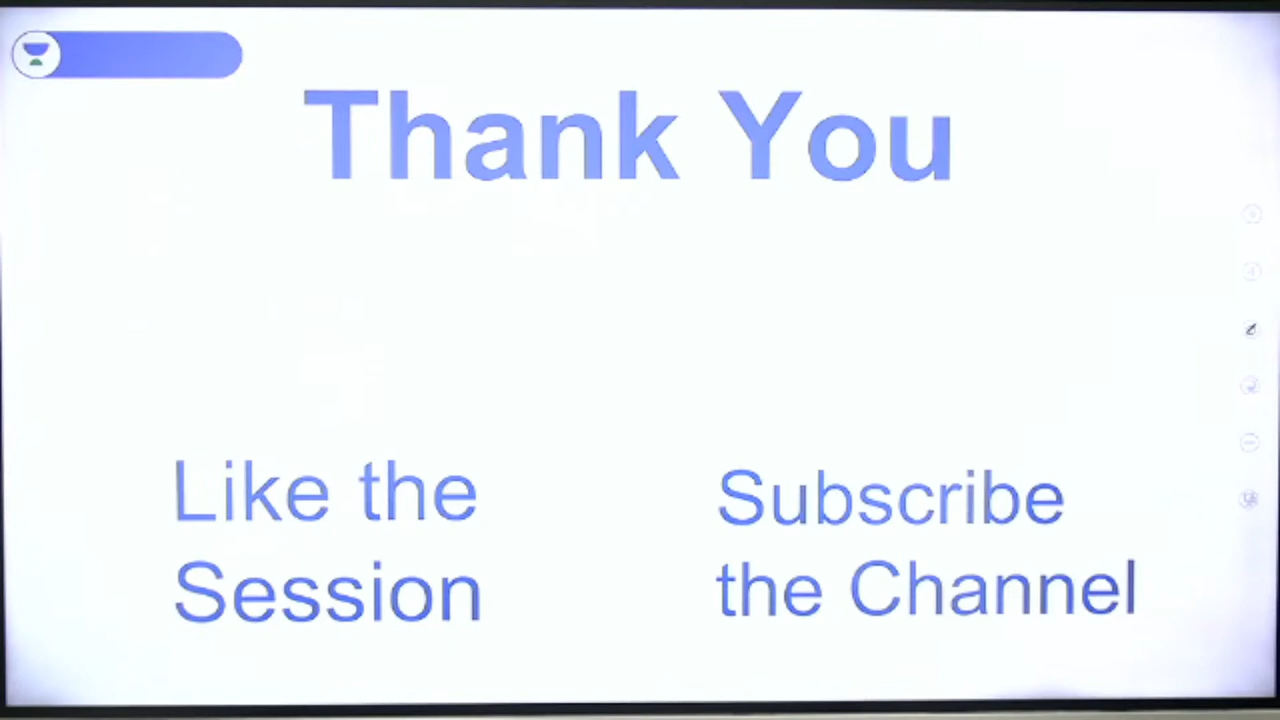 Thank You
Like the
Session
Subscribe
the Channel